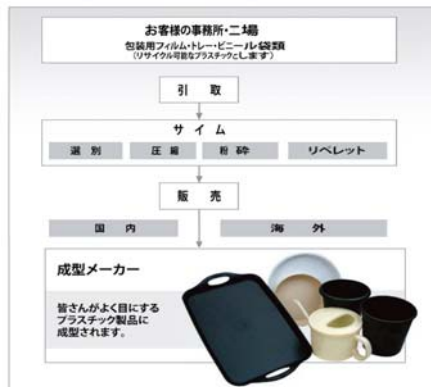 お客様の事務所・二場
包装用フィルム・トレー・ビニール袋類
(リサイクル可能なプラスチックとします)
引 取
サ イ ム
選 別 圧 縮 粉 砕 リペレット
販 売
国 内 海 外
成型メーカー
皆さんがよく目にする
プラスチック製品に
成型されます。